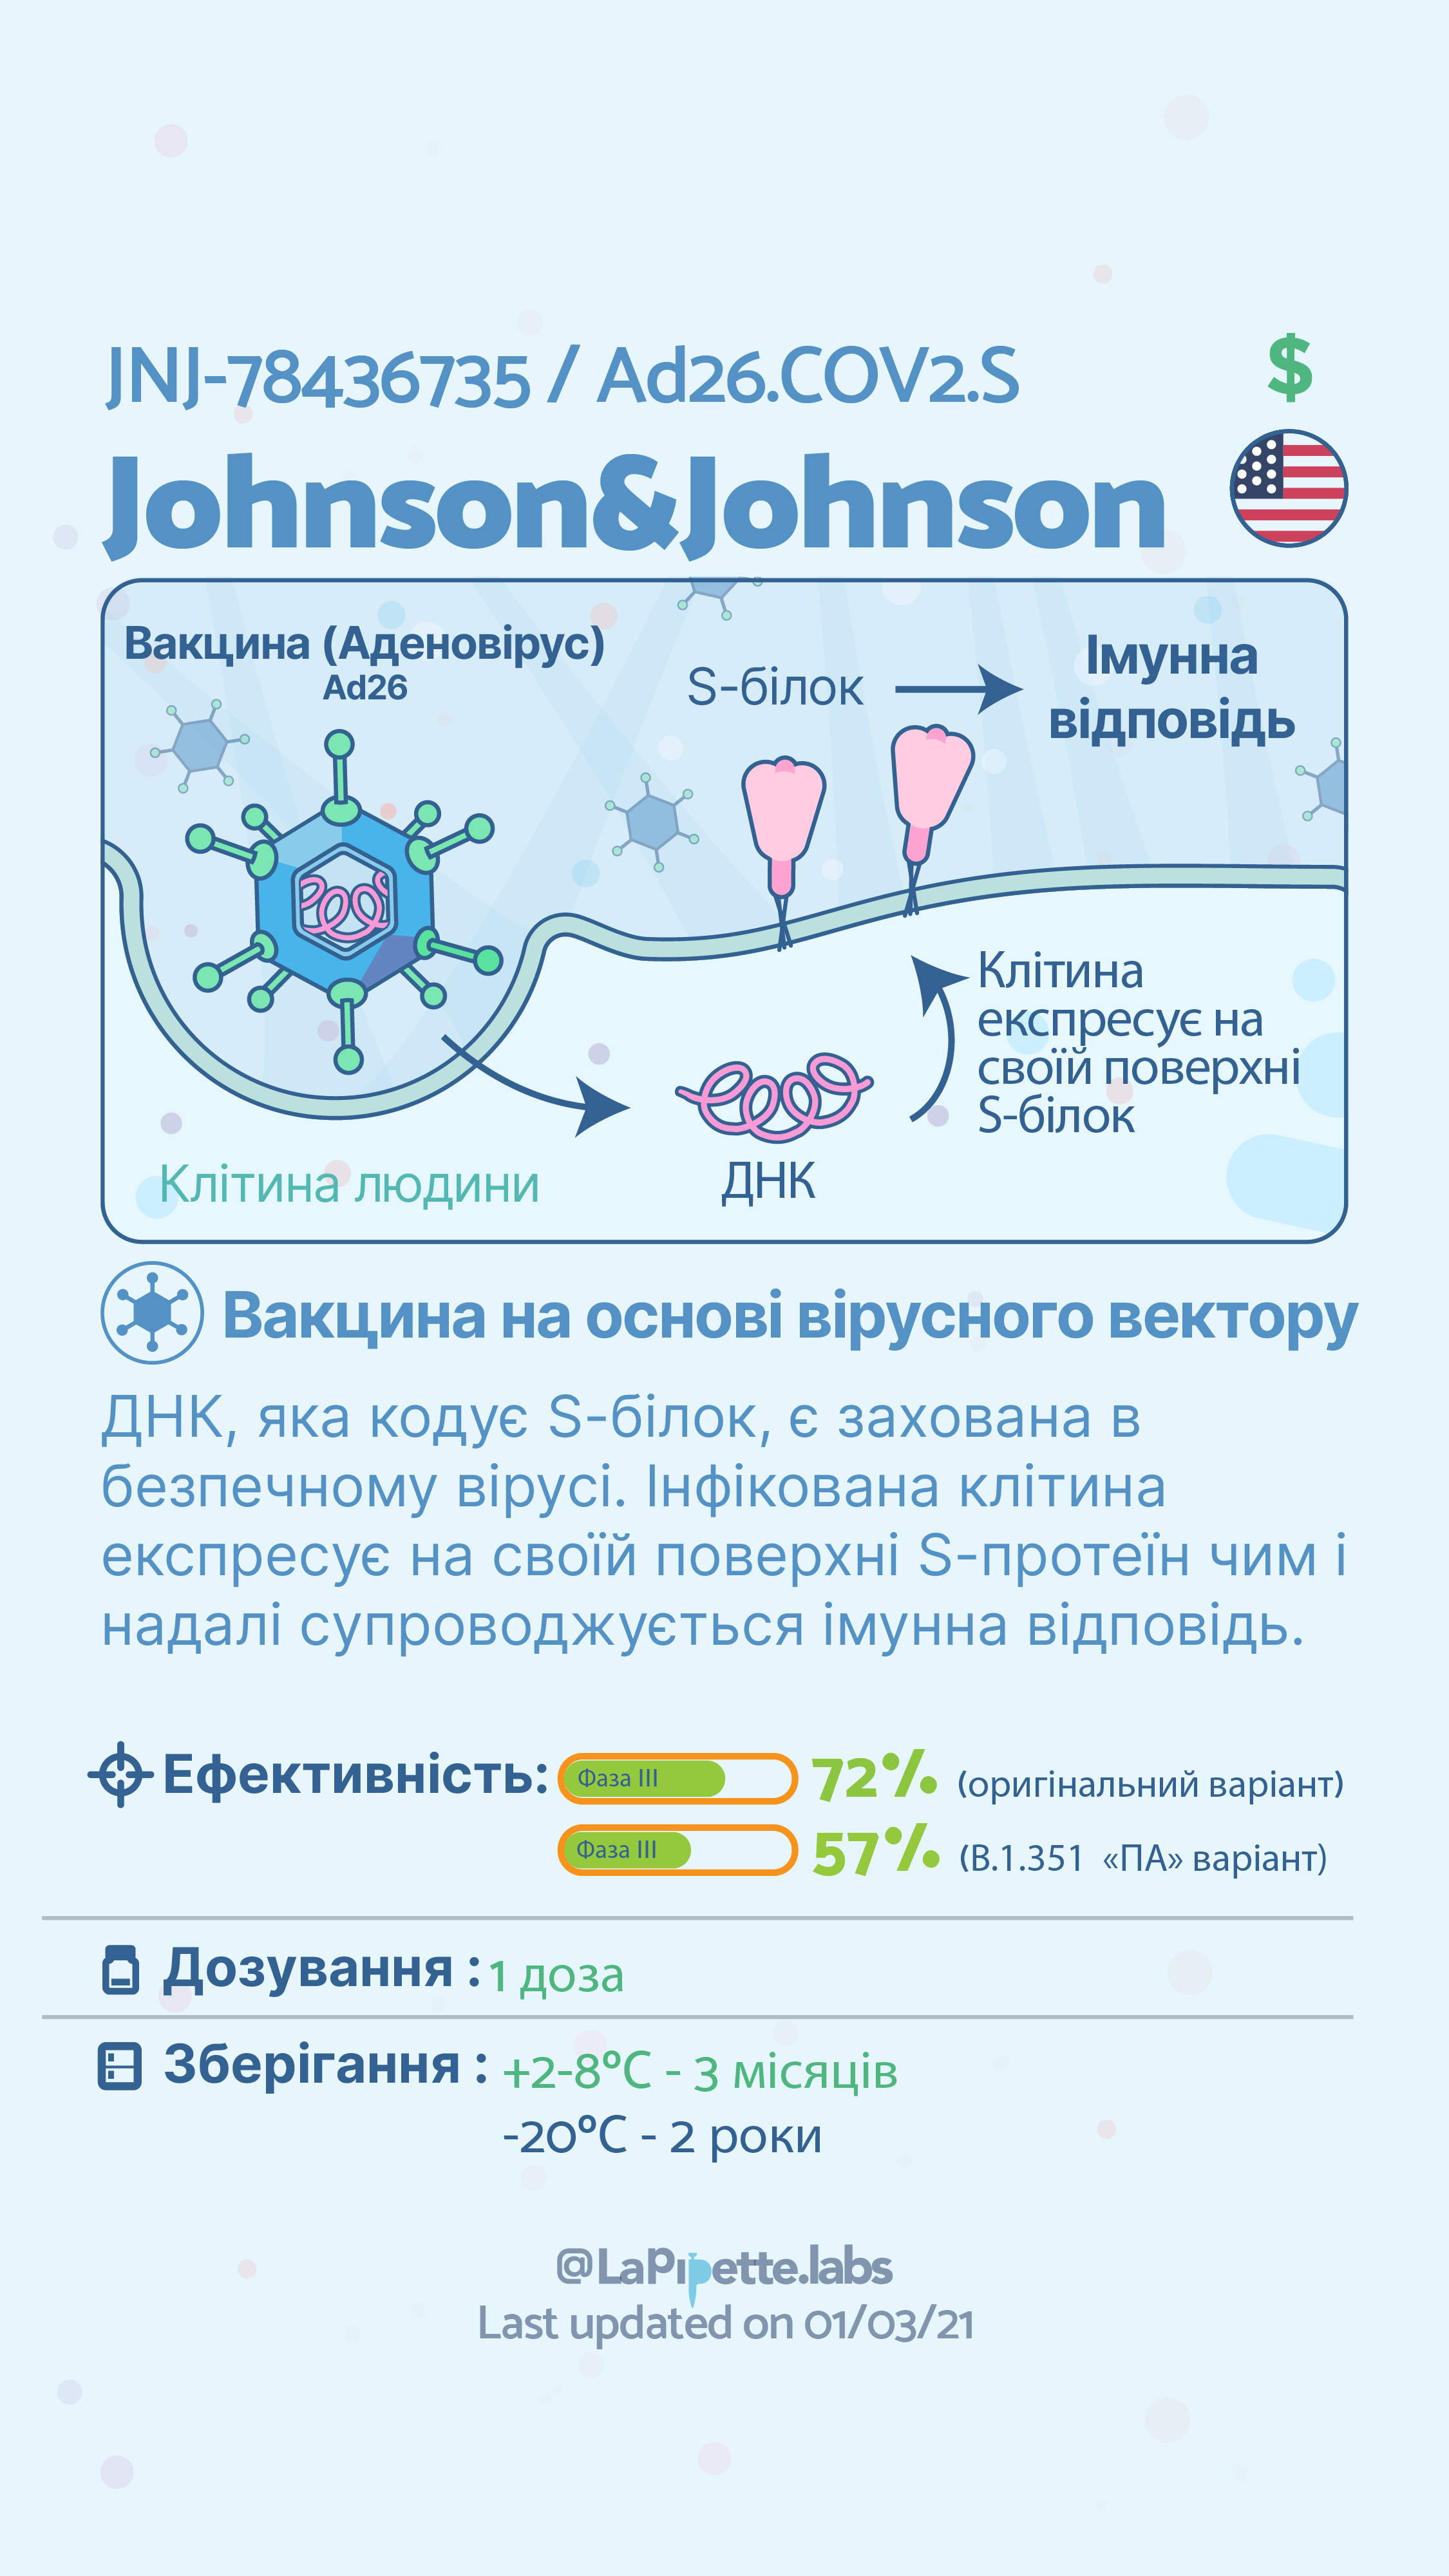 JNJ-78436735 / Ad26.COV2.S
$
Johnson&Johnson
Вакцина (Аденовірус)
Ad26
S-білок
Імунна
відповідь
Клітина
експресує на
своїй поверхні
S-білок
ДНК
Клітина людини
Вакцина на основі вірусного вектору
ДНК, яка кодує S-білок, є захована в
безпечному вірусі. Інфікована клітина
експресує на своїй поверхні S-протеїн чим і
надалі супроводжується імунна відповідь.
Ефективність: Фаза III 72% (оригінальний варіант)
Фаза III 57% (В.1.351 «ПА» варіант)
Дозування : 1 доза
Зберігання : +2-8°C - 3 місяців
-20°C - 2 роки
@LaPipette.labs
Last updated on 01/03/21